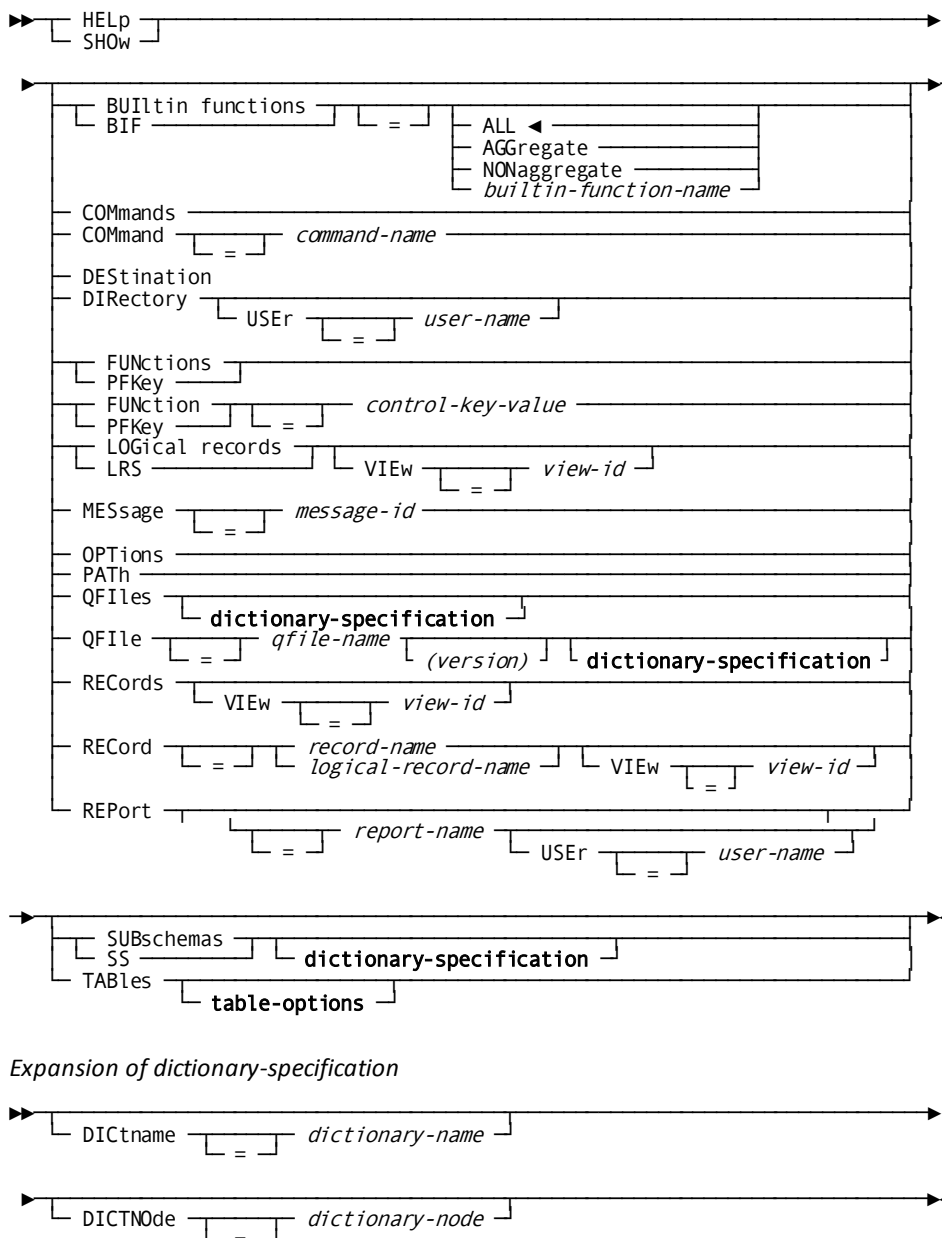 HELp
SHOw
BUIltin functions
BIF
=
ALL ◄
AGGregate
NONaggregate
builtin-function-name
COMmands
COMmand = command-name
DEStination
DIRectory
USEr = user-name
FUNctions
PFKey
FUNction
PFKey
= control-key-value
LOGical records
LRS
VIEw = view-id
MESsage = message-id
OPTions
PATh
QFIles
dictionary-specification
QFIle = qfile-name (version) dictionary-specification
RECords
VIEw = view-id
RECord =
record-name
logical-record-name
VIEw = view-id
REPort
= report-name
USEr = user-name
SUBschemas
SS
dictionary-specification
TABles
table-options
Expansion of dictionary-specification
DICtname = dictionary-name
DICTNOde = dictionary-node